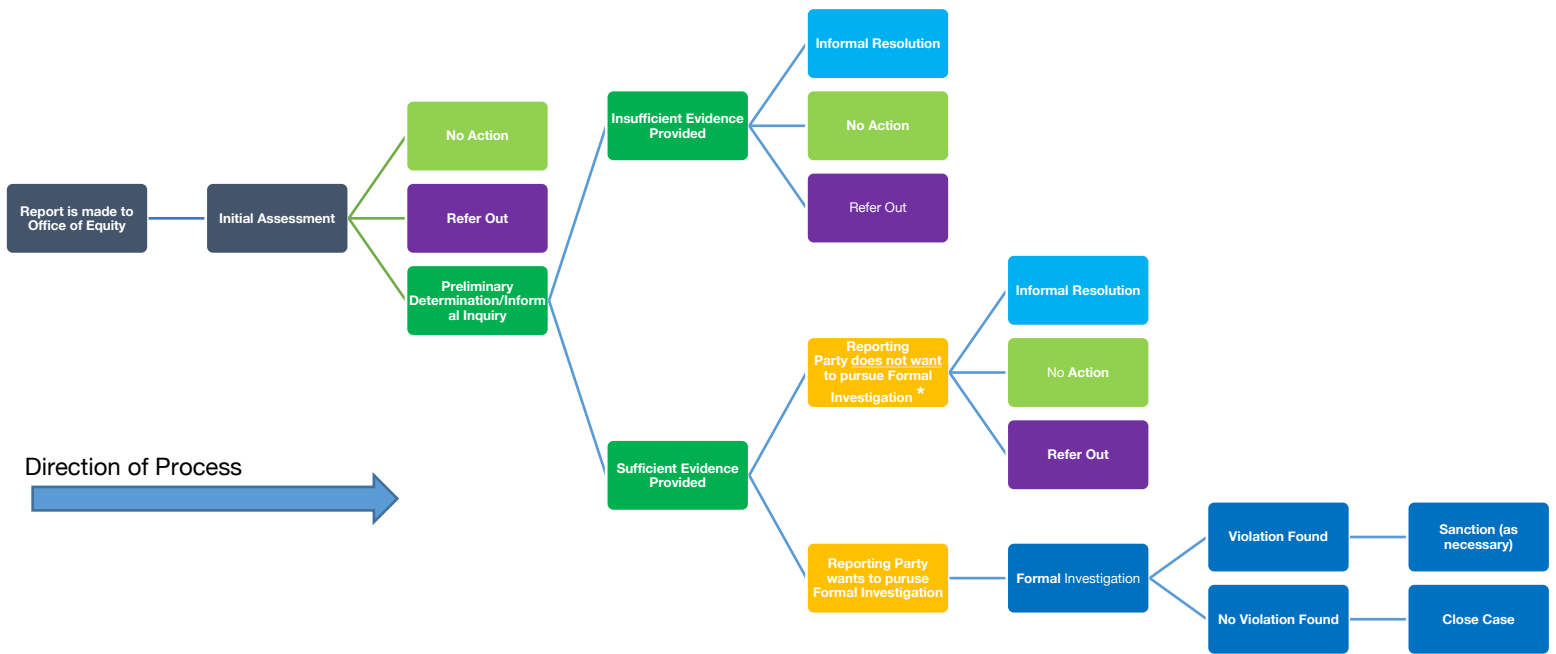 Report is made to
Office of Equity
Initial Assessment
No Action
Refer Out
Preliminary
Determination/Inform
al Inquiry
Insufficient Evidence
Provided
Informal Resolution
No Action
Refer Out
Sufficient Evidence
Provided
Reporting
Party does not want
to pursue Formal
Investigation *
Informal Resolution
No Action
Refer Out
Reporting Party
wants to puruse
Formal Investigation
Formal Investigation
Violation Found
Sanction (as
necessary)
No Violation Found
Close Case
Direction of Process